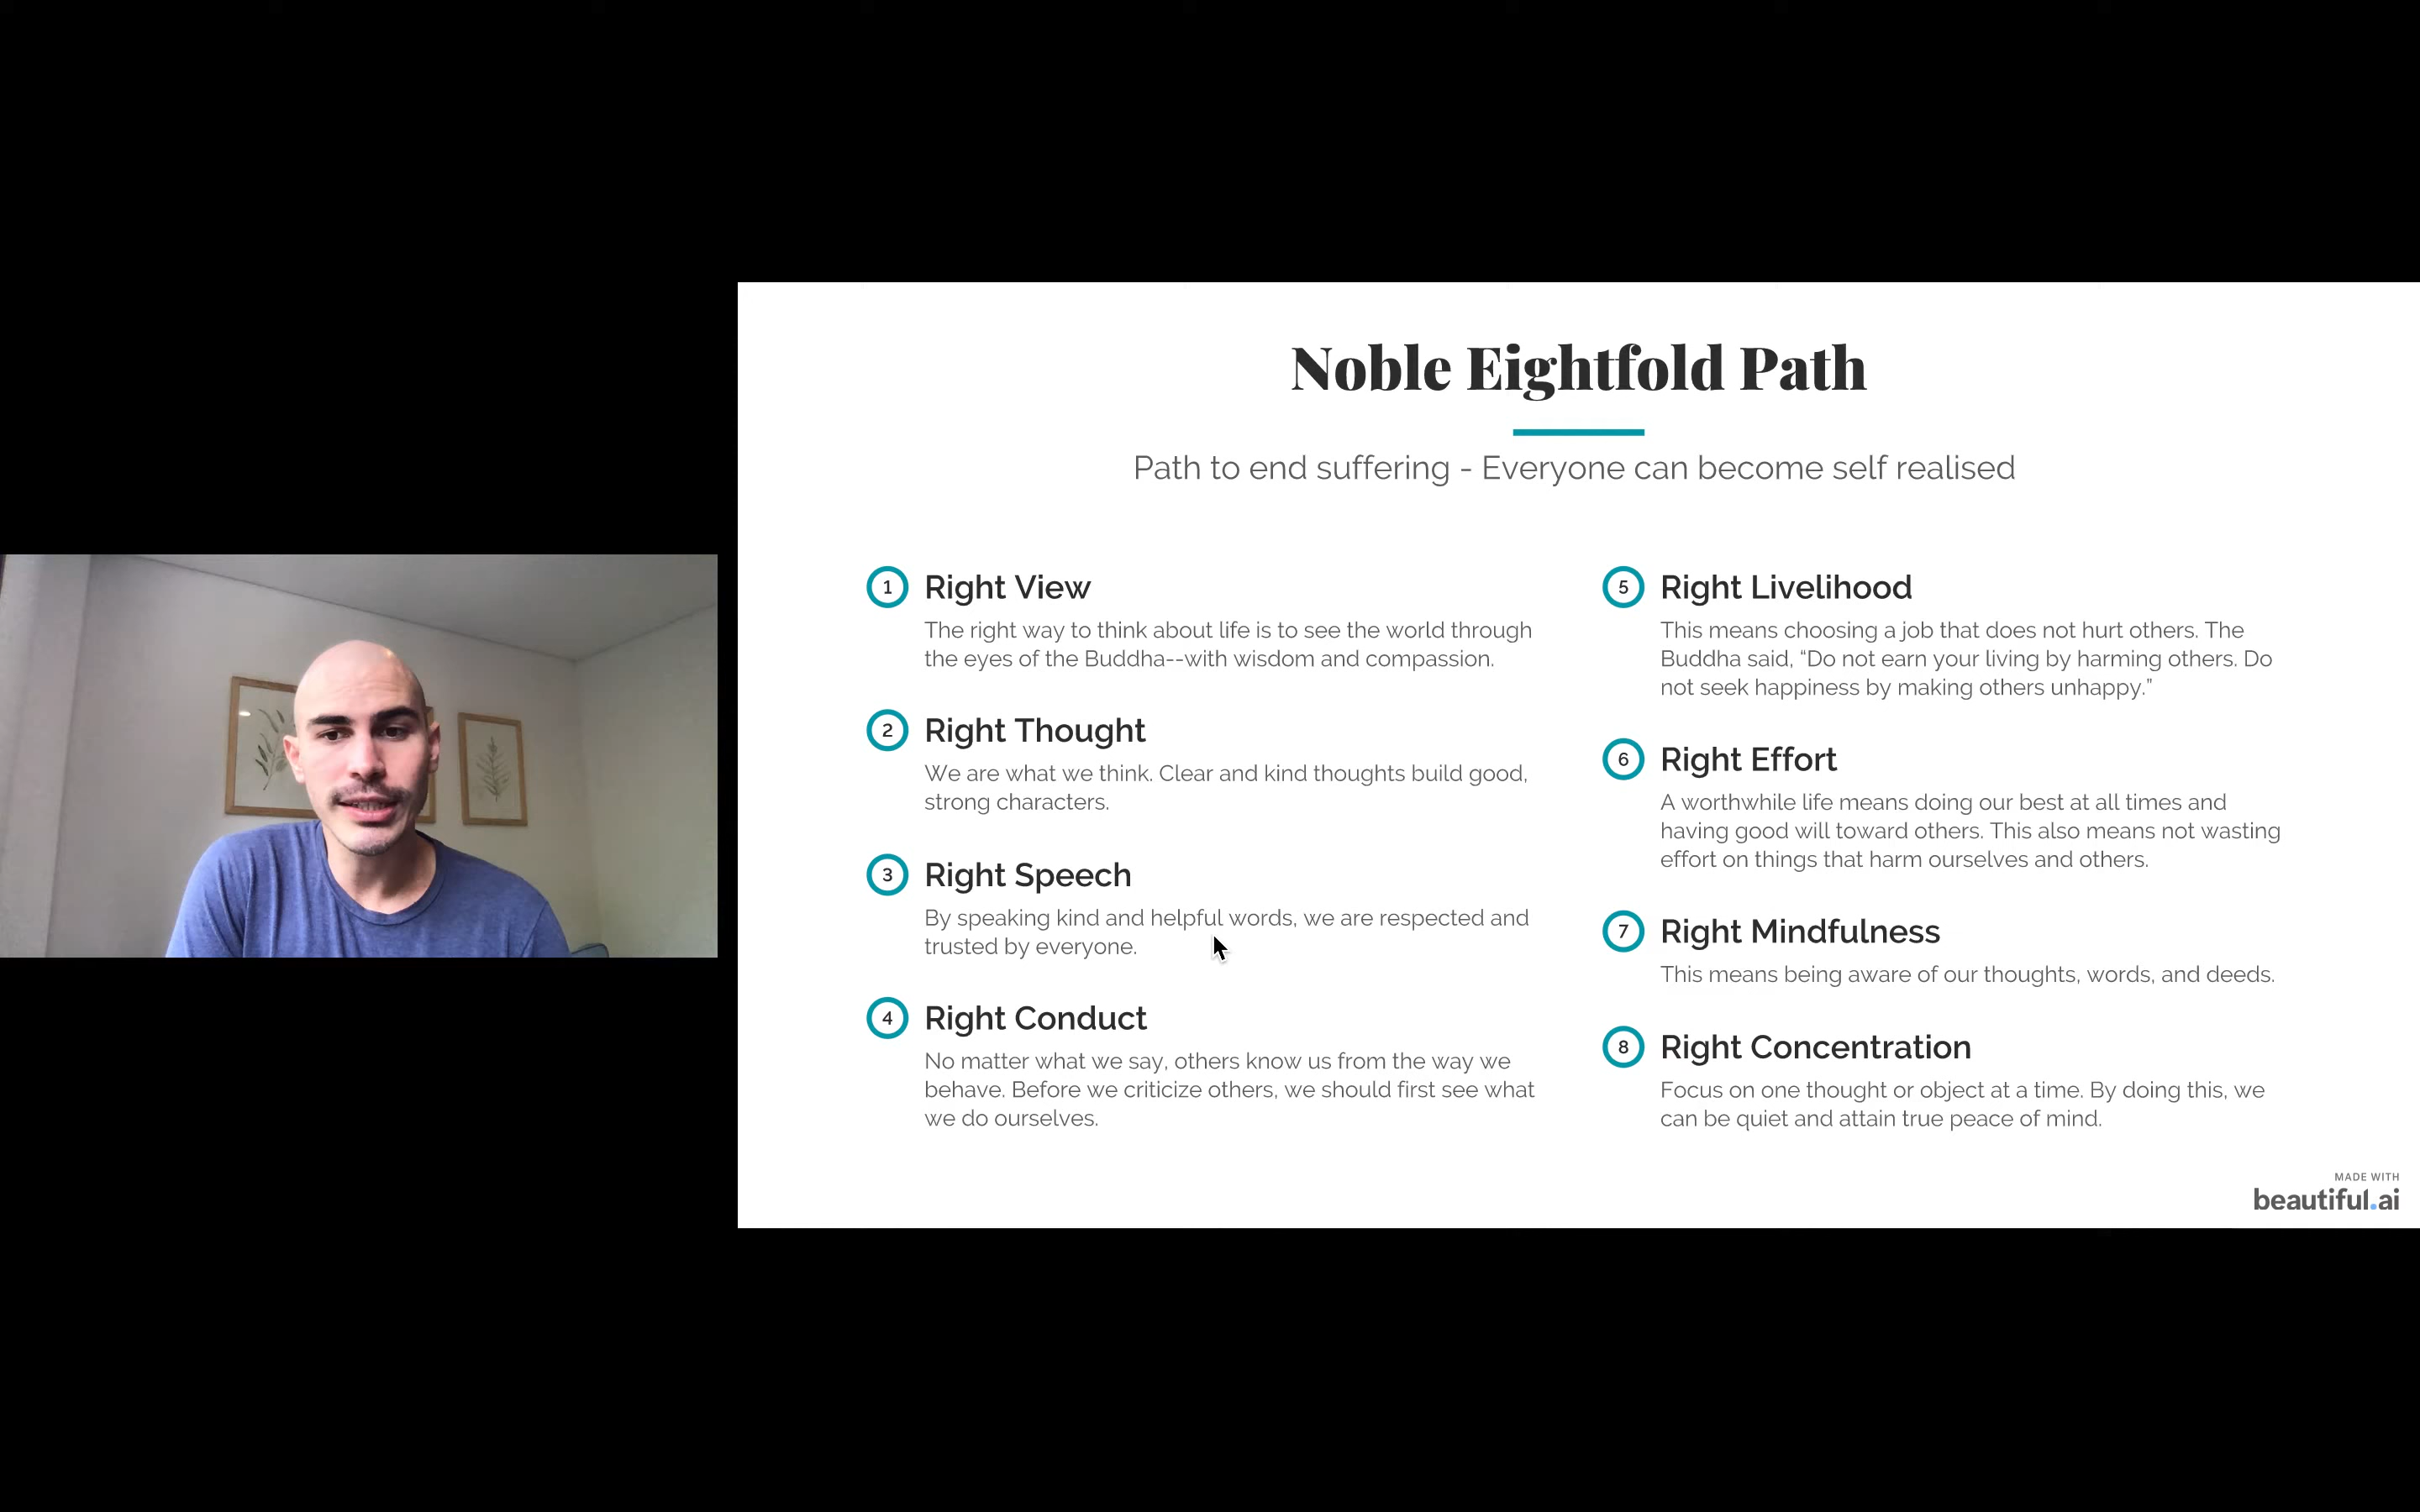 Noble Eightfold Path
Path to end suffering - Everyone can become self realised
1 Right View
The right way to think about life is to see the world through
the eyes of the Buddha--with wisdom and compassion.
2 Right Thought
We are what we think. Clear and kind thoughts build good,
strong characters.
3 Right Speech
By speaking kind and helpful words, we are respected and
trusted by everyone.
4 Right Conduct
No matter what we say, others know us from the way we
behave. Before we criticize others, we should first see what
we do ourselves.
5 Right Livelihood
This means choosing a job that does not hurt others. The
Buddha said, “Do not earn your living by harming others. Do
not seek happiness by making others unhappy.”
6 Right Effort
A worthwhile life means doing our best at all times and
having good will toward others. This also means not wasting
effort on things that harm ourselves and others.
7 Right Mindfulness
This means being aware of our thoughts, words, and deeds.
8 Right Concentration
Focus on one thought or object at a time. By doing this, we
can be quiet and attain true peace of mind.
MADE WITH
beautiful.ai